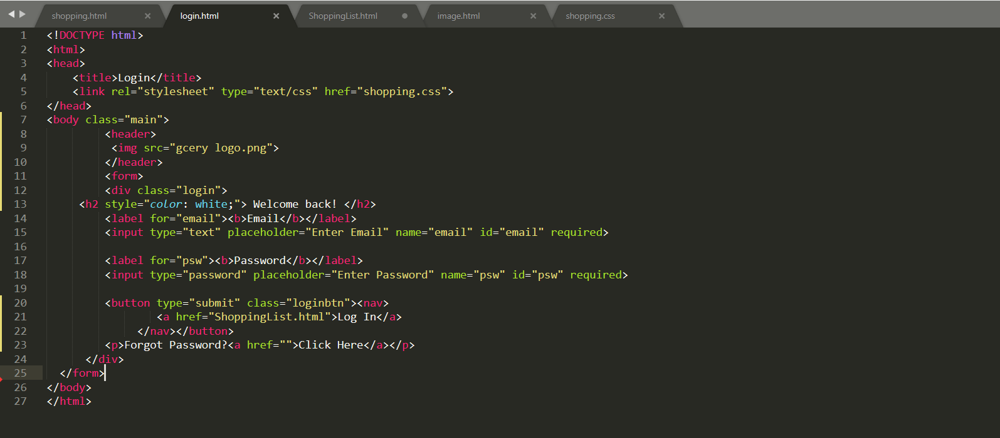 shopping.html × login.html × ShoppingList.html image.html × shopping.css ×
1 <!DOCTYPE html>
2 <html>
3 <head>
4 <title>Login</title>
5 <link rel="stylesheet" type="text/css" href="shopping.css">
6 </head>
7 <body class="main">
8 <header>
9 <img src="gcery logo.png">
10 </header>
11 <form>
12 <div class="login">
13 <h2 style="color: white;"> Welcome back! </h2>
14 <label for="email"><b>Email</b></label>
15 <input type="text" placeholder="Enter Email" name="email" id="email" required>
16
17 <label for="psw"><b>Password</b></label>
18 <input type="password" placeholder="Enter Password" name="psw" id="psw" required>
19
20 <button type="submit" class="loginbtn"><nav>
21 <a href="ShoppingList.html">Log In</a>
22 </nav></button>
23 <p>Forgot Password?<a href="">Click Here</a></p>
24 </div>
25 </form>
26 </body>
27 </html>